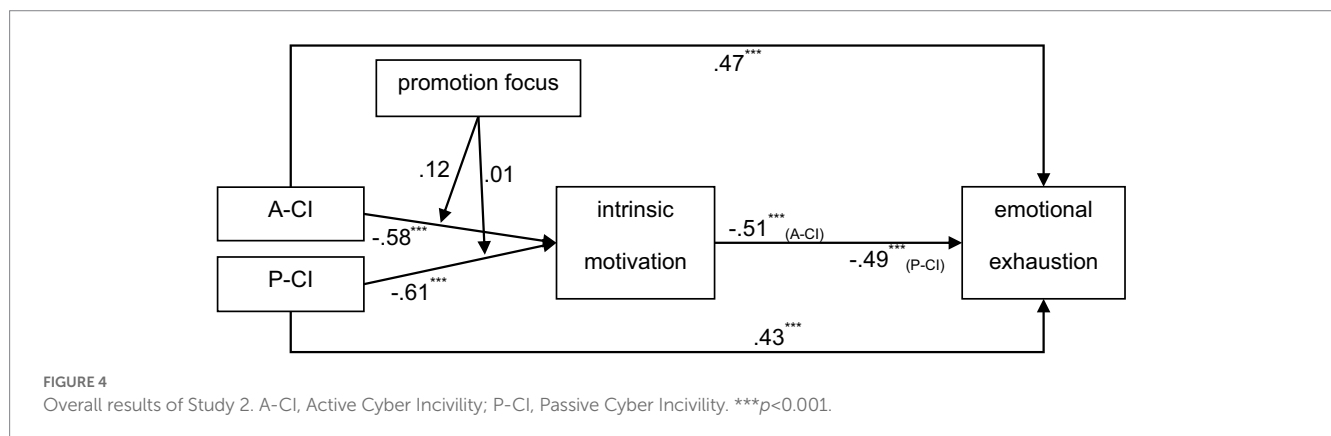 .47***
promotion focus
.12
.01
A-CI
-.58***
P-CI
-.61***
intrinsic
motivation
-.51*** (A-CI)
-.49*** (P-CI)
emotional
exhaustion
.43***
FIGURE 4
Overall results of Study 2. A-CI, Active Cyber Incivility; P-CI, Passive Cyber Incivility. ***p<0.001.